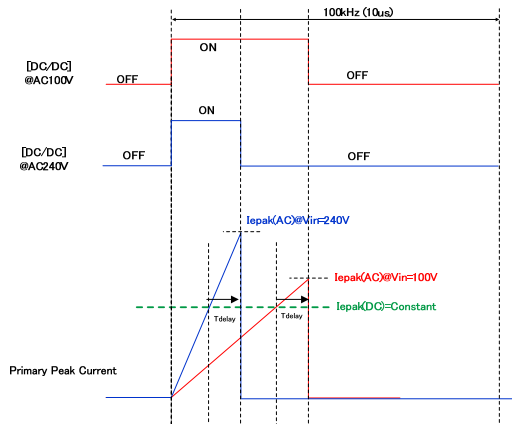 100kHz (10us)
[DC/DC]
@AC100V
OFF
ON
OFF
[DC/DC]
@AC240V
OFF
ON
OFF
Iepak(AC)@Vin=240V
Iepak(AC)@Vin=100V
Iepak(DC)=Constant
Tdelay
Tdelay
Primary Peak Current